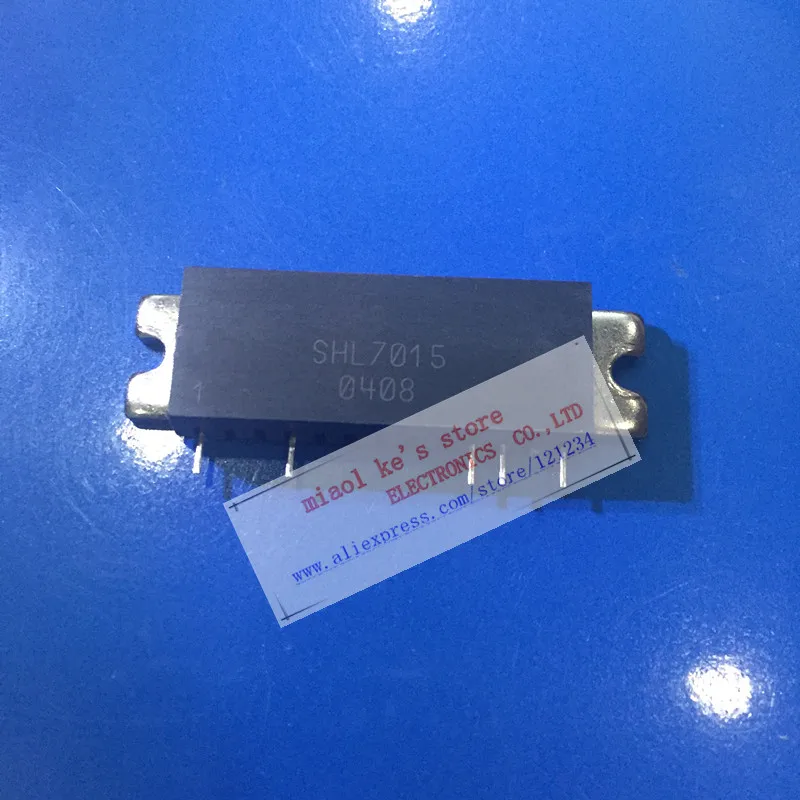 SHL7015
0408
1
miaol ke's store
ELECTRONICS CO.,LTD
www.aliexpress.com/store/121234